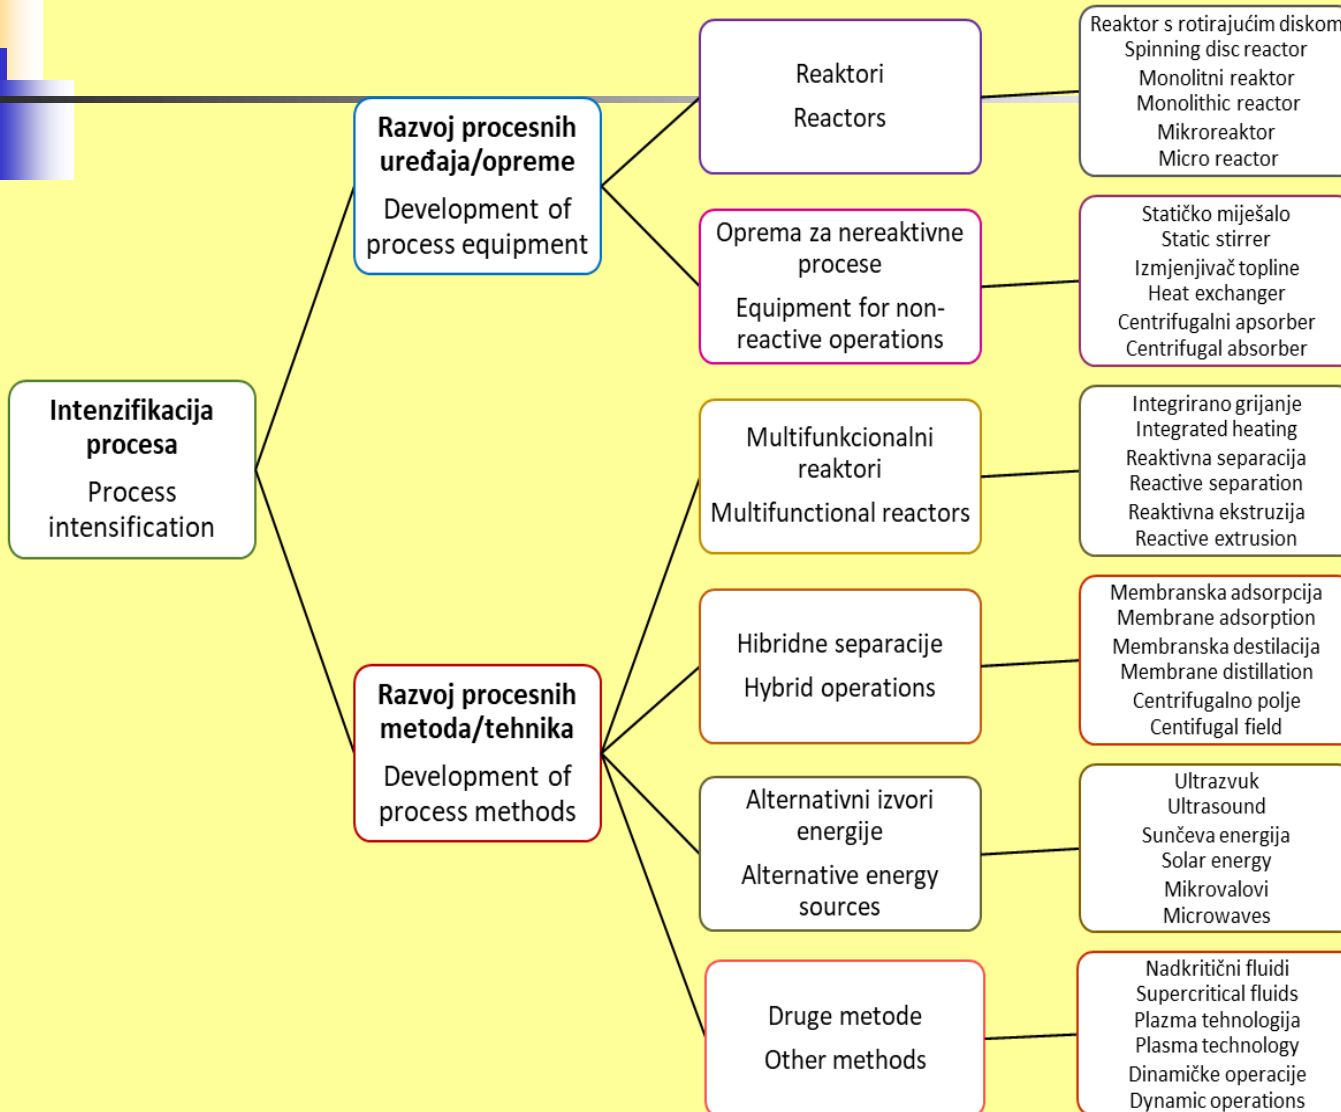 Intenzifikacija
procesa
Process
intensification
Razvoj procesnih
uređaja/opreme
Development of
process equipment
Razvoj procesnih
metoda/tehnika
Development of
process methods
Reaktori
Reactors
Oprema za nereaktivne
procese
Equipment for non-
reactive operations
Multifunkcionalni
reaktori
Multifunctional reactors
Hibridne separacije
Hybrid operations
Alternativni izvori
energije
Alternative energy
sources
Druge metode
Other methods
Reaktor s rotirajućim diskom
Spinning disc reactor
Monolitni reaktor
Monolithic reactor
Mikroreaktor
Micro reactor
Statičko miješalo
Static stirrer
Izmjenjivač topline
Heat exchanger
Centrifugalni apsorber
Centrifugal absorber
Integrirano grijanje
Integrated heating
Reaktivna separacija
Reactive separation
Reaktivna ekstruzija
Reactive extrusion
Membranska adsorpcija
Membrane adsorption
Membranska destilacija
Membrane distillation
Centrifugalno polje
Centifugal field
Ultrazvuk
Ultrasound
Sunčeva energija
Solar energy
Mikrovalovi
Microwaves
Nadkritični fluidi
Supercritical fluids
Plazma tehnologija
Plasma technology
Dinamičke operacije
Dynamic operations